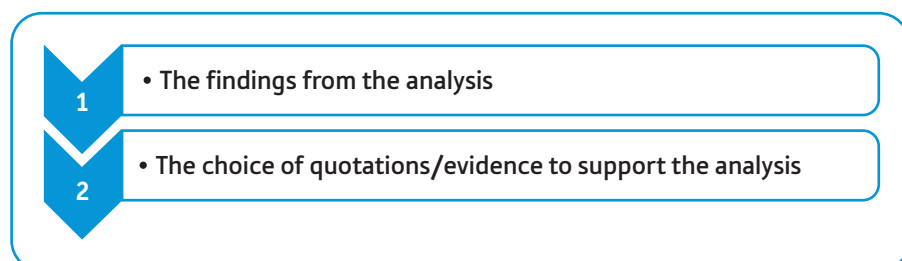 1
• The findings from the analysis
2
• The choice of quotations/evidence to support the analysis